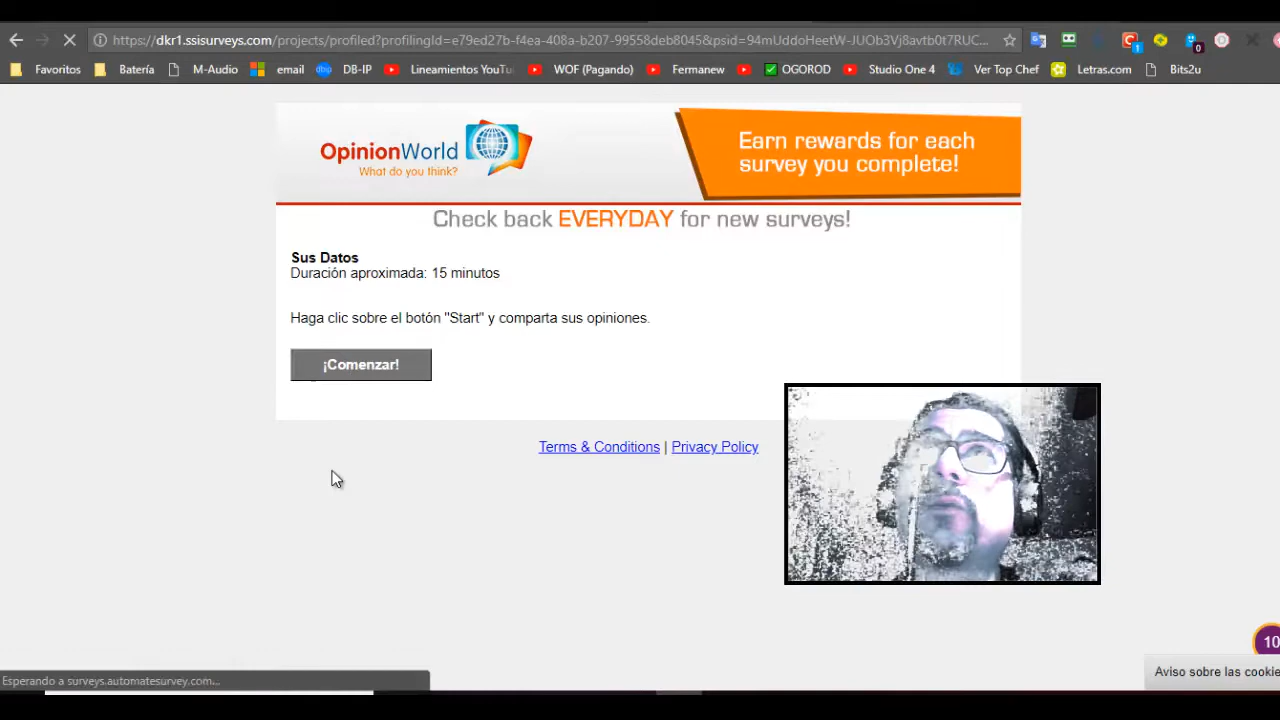 https://dkr1.ssisurveys.com/projects/profiled?profilingId=e79ed27b-f4ea-408a-b207-99558deb8045&psid=94mUddoHeetW-JUOb3Vj8avtb0t7RUC...
1
0
Favoritos Batería M-Audio email dbip DB-IP Lineamientos YouTu WOF (Pagando) Fermanew OGOROD Studio One 4 Ver Top Chef Letras.com Bits2u
OpinionWorld
What do you think?
Earn rewards for each
survey you complete!
Check back EVERYDAY for new surveys!
Sus Datos
Duración aproximada: 15 minutos
Haga clic sobre el botón "Start" y comparta sus opiniones.
¡Comenzar!
Terms & Conditions | Privacy Policy
10
Aviso sobre las cookie
Esperando a surveys.automatesurvey.com...